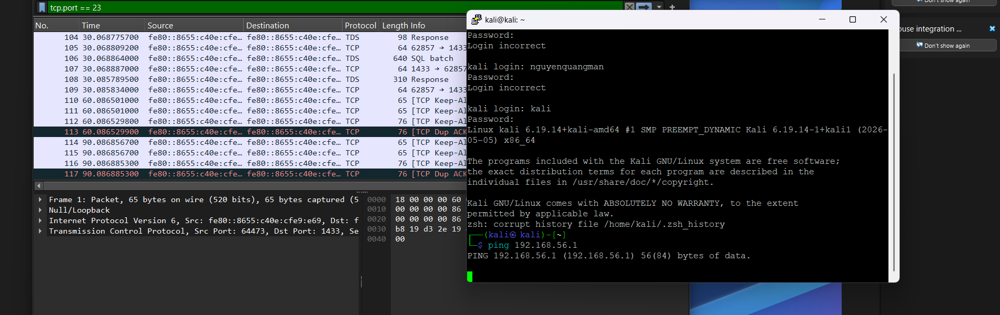 tcp.port == 23
No. Time Source Destination Protocol Length Info
104 30.068775700 fe80::8655:c40e:cfe… fe80::8655:c40e:cfe… TDS 98 Response
105 30.068809200 fe80::8655:c40e:cfe… fe80::8655:c40e:cfe… TCP 64 62857 → 1433
106 30.068864000 fe80::8655:c40e:cfe… fe80::8655:c40e:cfe… TDS 640 SQL batch
107 30.068887000 fe80::8655:c40e:cfe… fe80::8655:c40e:cfe… TCP 64 1433 → 62857
108 30.085789500 fe80::8655:c40e:cfe… fe80::8655:c40e:cfe… TDS 310 Response
109 30.085834000 fe80::8655:c40e:cfe… fe80::8655:c40e:cfe… TCP 64 62857 → 1433
110 60.086501000 fe80::8655:c40e:cfe… fe80::8655:c40e:cfe… TCP 65 [TCP Keep-Al
111 60.086501000 fe80::8655:c40e:cfe… fe80::8655:c40e:cfe… TCP 65 [TCP Keep-Al
112 60.086529800 fe80::8655:c40e:cfe… fe80::8655:c40e:cfe… TCP 76 [TCP Keep-Al
113 60.086529900 fe80::8655:c40e:cfe… fe80::8655:c40e:cfe… TCP 76 [TCP Dup ACK
114 90.086856700 fe80::8655:c40e:cfe… fe80::8655:c40e:cfe… TCP 65 [TCP Keep-Al
115 90.086856700 fe80::8655:c40e:cfe… fe80::8655:c40e:cfe… TCP 65 [TCP Keep-Al
116 90.086885300 fe80::8655:c40e:cfe… fe80::8655:c40e:cfe… TCP 76 [TCP Keep-Al
117 90.086885300 fe80::8655:c40e:cfe… fe80::8655:c40e:cfe… TCP 76 [TCP Dup ACK
Frame 1: Packet, 65 bytes on wire (520 bits), 65 bytes captured (5
Null/Loopback
Internet Protocol Version 6, Src: fe80::8655:c40e:cfe9:e69, Dst: f
Transmission Control Protocol, Src Port: 64473, Dst Port: 1433, Se
0000 18 00 00 00 60
0010 00 00 00 00 86
0020 00 00 00 00 86
0030 b8 19 d3 2e 19
0040 00
kali@kali: ~
Password:
Login incorrect
kali login: nguyenquangman
Password:
Login incorrect
kali login: kali
Password:
Linux kali 6.19.14+kali-amd64 #1 SMP PREEMPT_DYNAMIC Kali 6.19.14-1+kali1 (2026-
05-05) x86_64
The programs included with the Kali GNU/Linux system are free software;
the exact distribution terms for each program are described in the
individual files in /usr/share/doc/*/copyright.
Kali GNU/Linux comes with ABSOLUTELY NO WARRANTY, to the extent
permitted by applicable law.
zsh: corrupt history file /home/kali/.zsh_history
┌──(kali㉿ kali)-[~]
└─$ ping 192.168.56.1
PING 192.168.56.1 (192.168.56.1) 56(84) bytes of data.
Don't show again
ouse integration ...
Don't show again